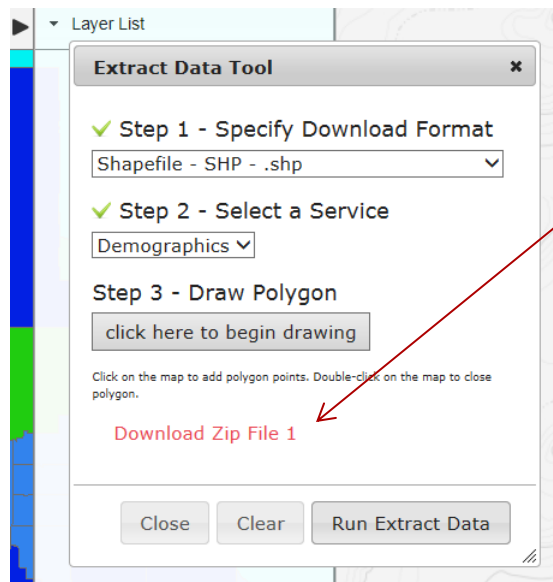 Layer List
Extract Data Tool
Step 1 - Specify Download Format
Shapefile - SHP - .shp
Step 2 - Select a Service
Demographics
Step 3 - Draw Polygon
click here to begin drawing
Click on the map to add polygon points. Double-click on the map to close
polygon.
Download Zip File 1
Close Clear Run Extract Data